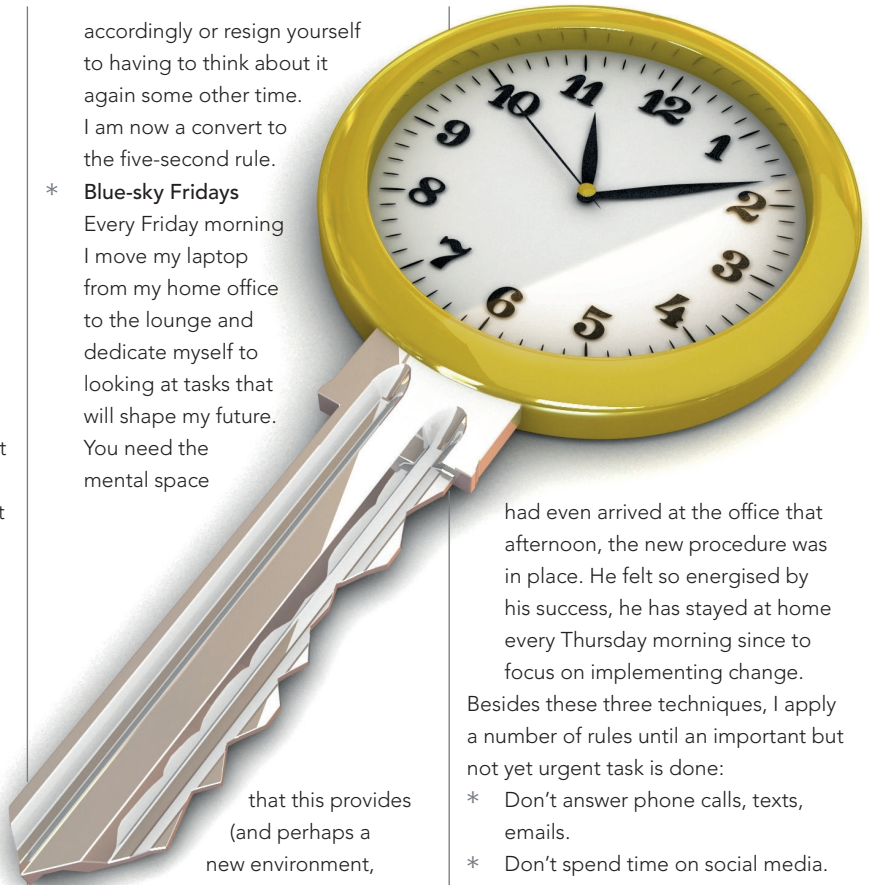 t
t
accordingly or resign yourself
to having to think about it
again some other time.
I am now a convert to
the five-second rule.
* Blue-sky Fridays
Every Friday morning
I move my laptop
from my home office
to the lounge and
dedicate myself to
looking at tasks that
will shape my future.
You need the
mental space
that this provides
(and perhaps a
new environment,
10
11
12
1
2
3
4
5
6
7
8
9
had even arrived at the office that
afternoon, the new procedure was
in place. He felt so energised by
his success, he has stayed at home
every Thursday morning since to
focus on implementing change.
Besides these three techniques, I apply
a number of rules until an important but
not yet urgent task is done:
* Don’t answer phone calls, texts,
emails.
* Don’t spend time on social media.